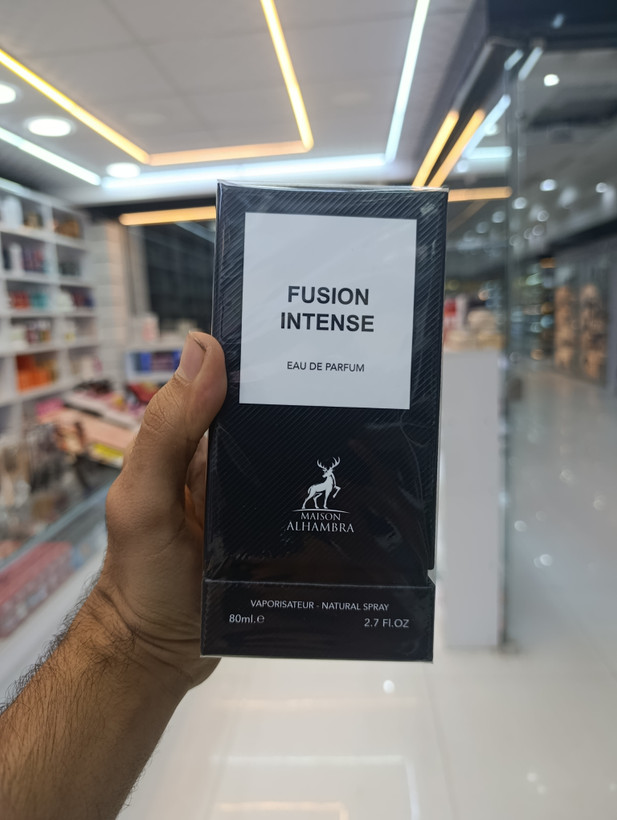 FUSION
INTENSE
EAU DE PARFUM
MAISON
ALHAMBRA
VAPORISATEUR - NATURAL SPRAY
80ml.e 2.7 Fl.OZ